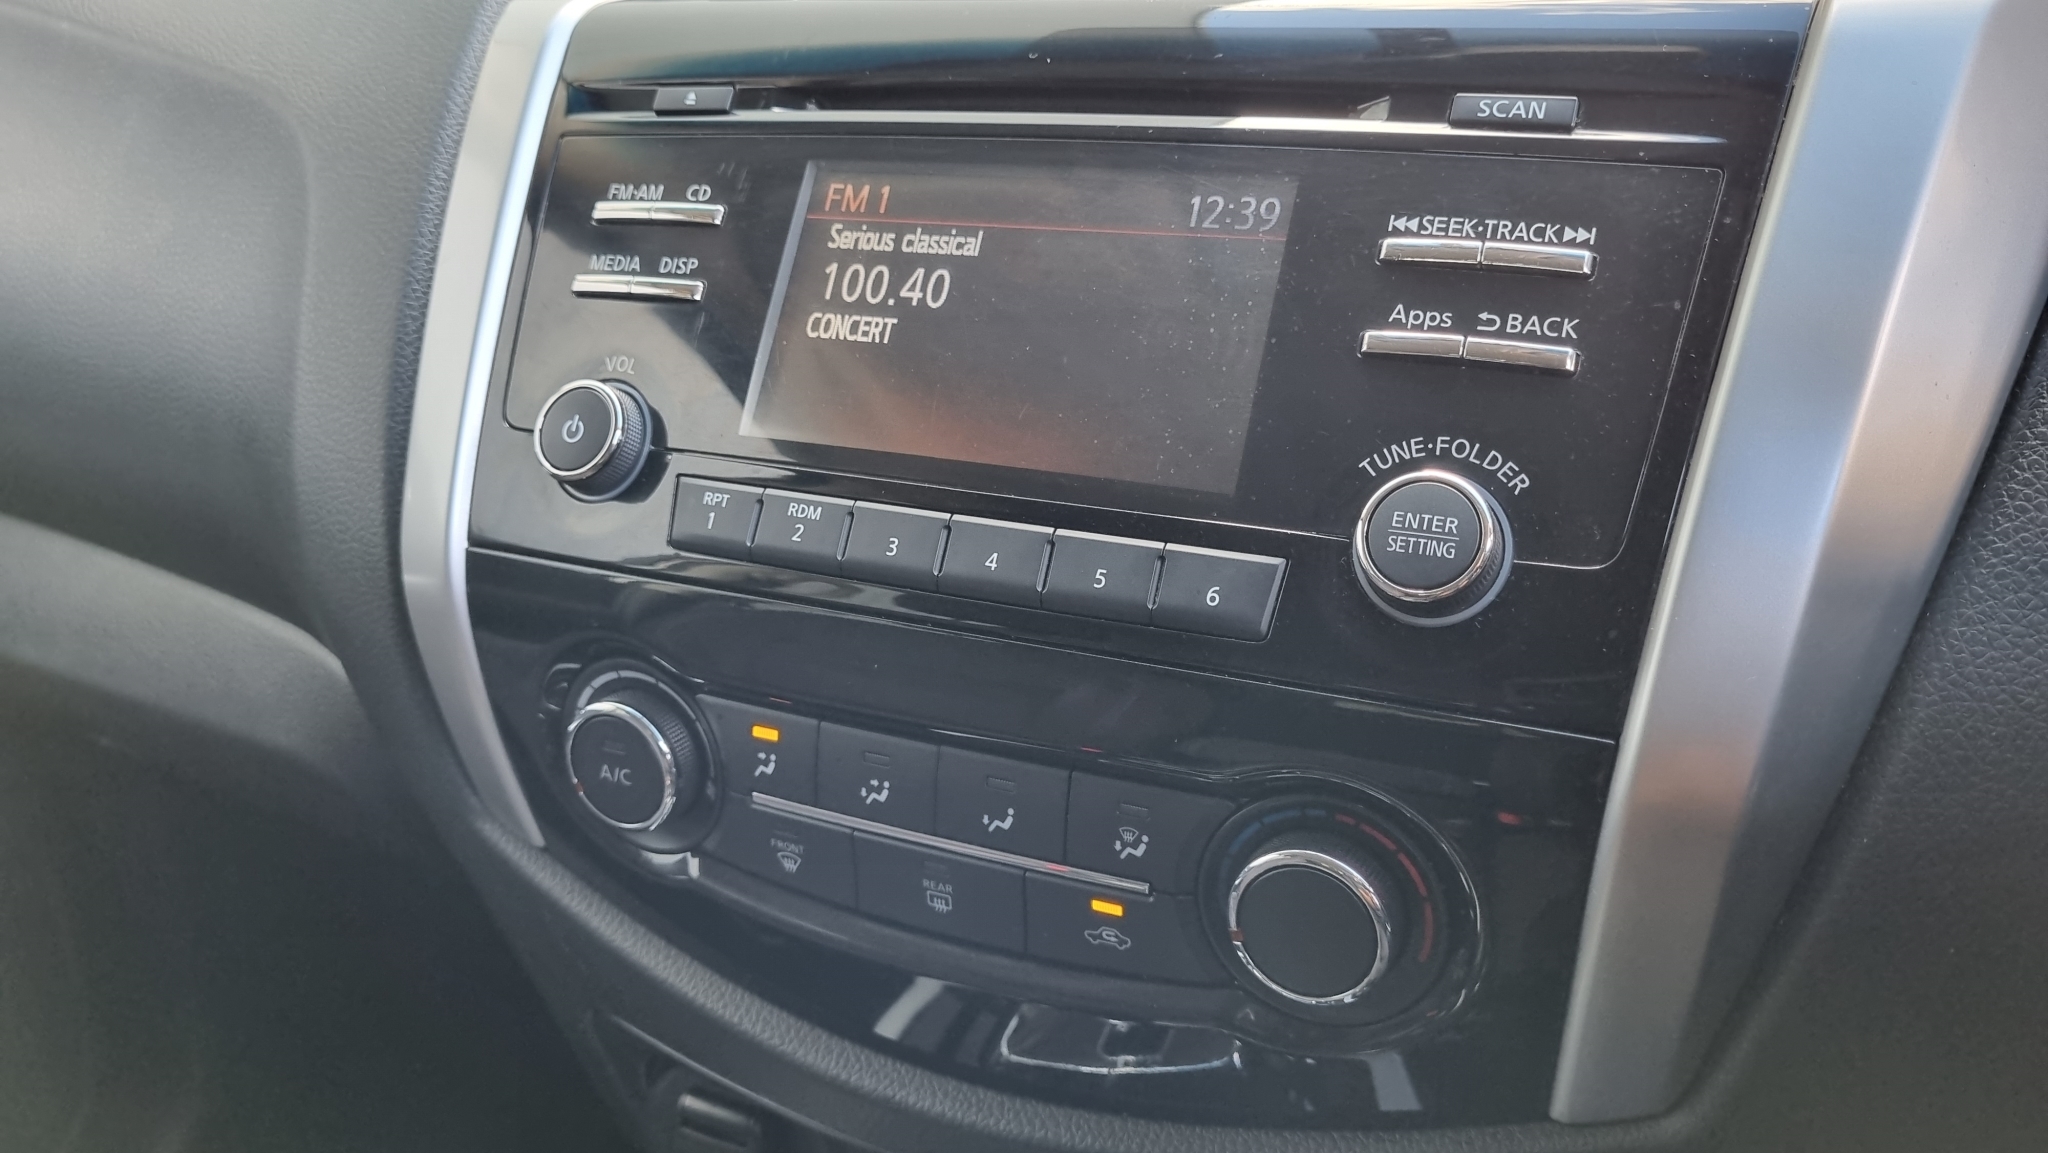 SCAN
FM·AM CD
MEDIA DISP
VOL
FM 1 12:39
Serious classical
100.40
CONCERT
SEEK·TRACK
Apps BACK
TUNE·FOLDER
ENTER
SETTING
RPT
1
RDM
2
3
4
5
6
A/C
FRONT
REAR